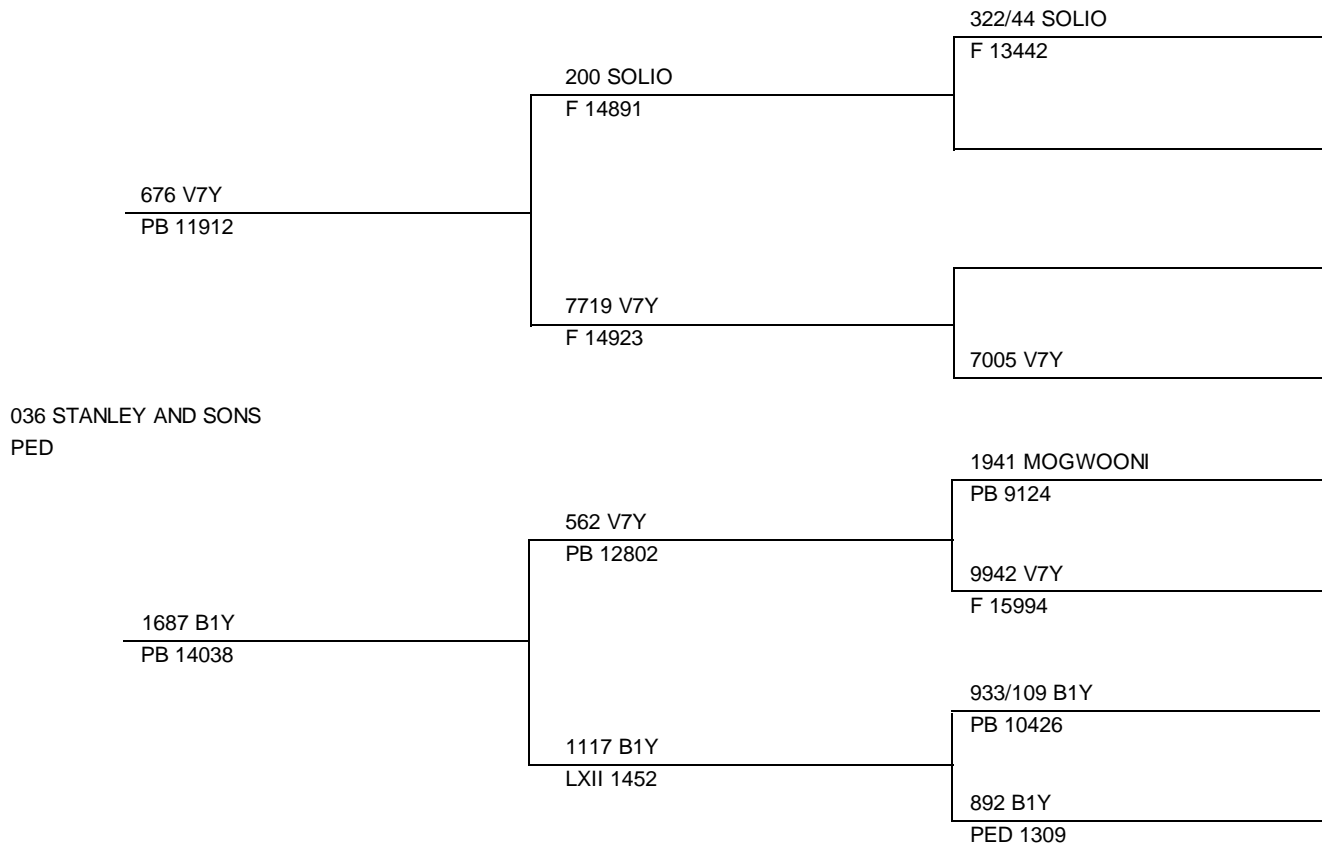 322/44 SOLIO
F 13442
200 SOLIO
F 14891
676 V7Y
PB 11912
7719 V7Y
F 14923
7005 V7Y
036 STANLEY AND SONS
PED
1941 MOGWOONI
PB 9124
562 V7Y
PB 12802
9942 V7Y
F 15994
1687 B1Y
PB 14038
933/109 B1Y
PB 10426
1117 B1Y
LXII 1452
892 B1Y
PED 1309